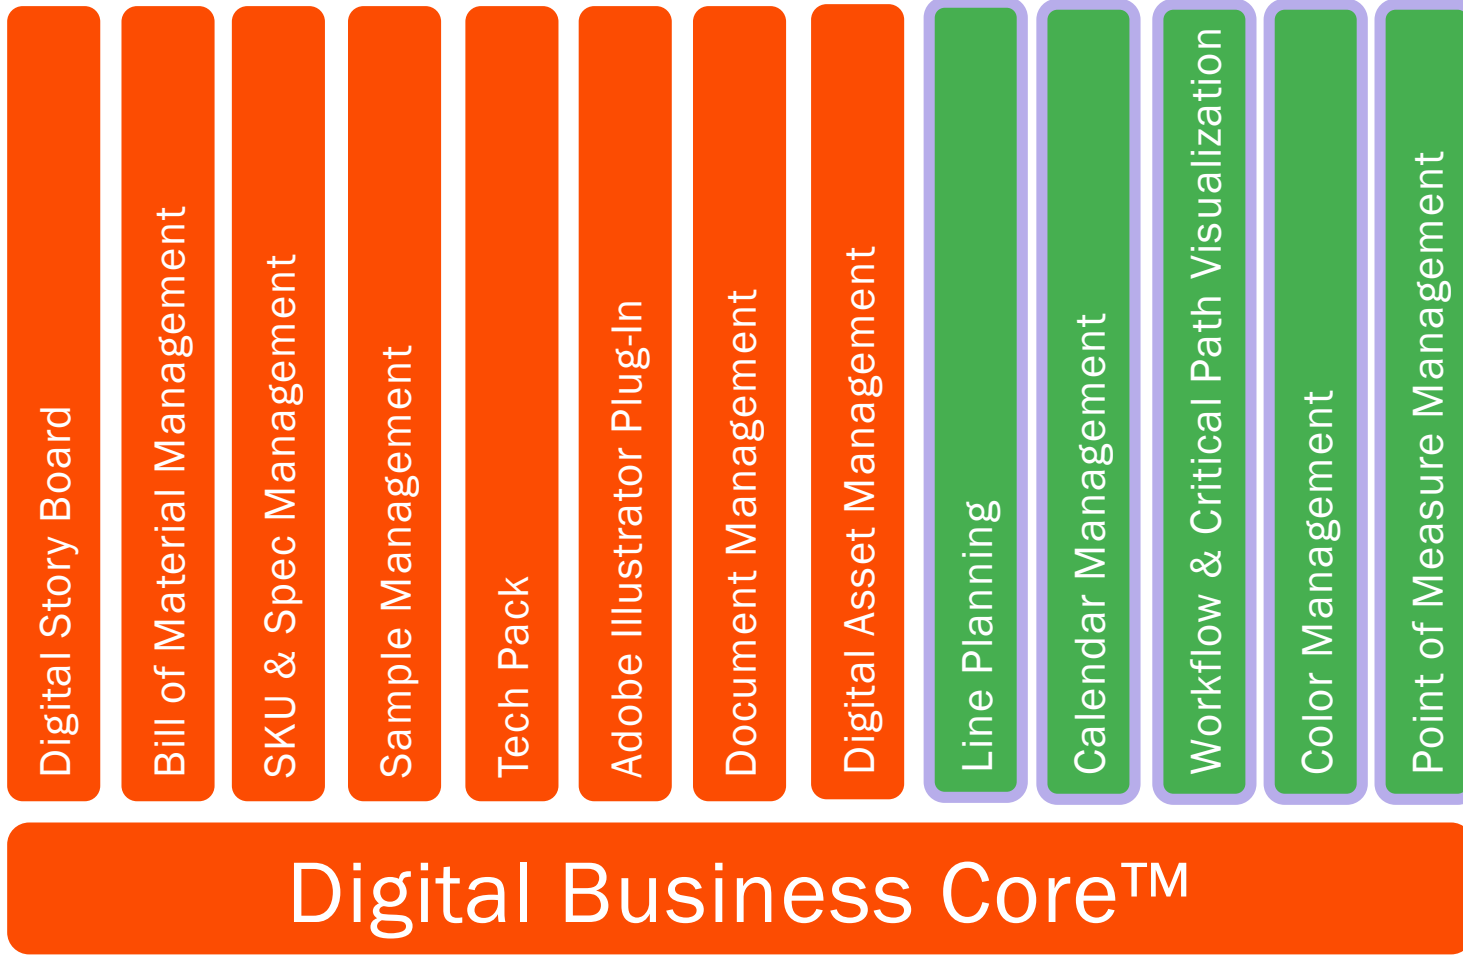 Digital Story Board
Bill of Material Management
SKU & Spec Management
Sample Management
Tech Pack
Adobe Illustrator Plug-In
Document Management
Digital Asset Management
Line Planning
Calendar Management
Workflow & Critical Path Visualization
Color Management
Point of Measure Management
Digital Business Core™